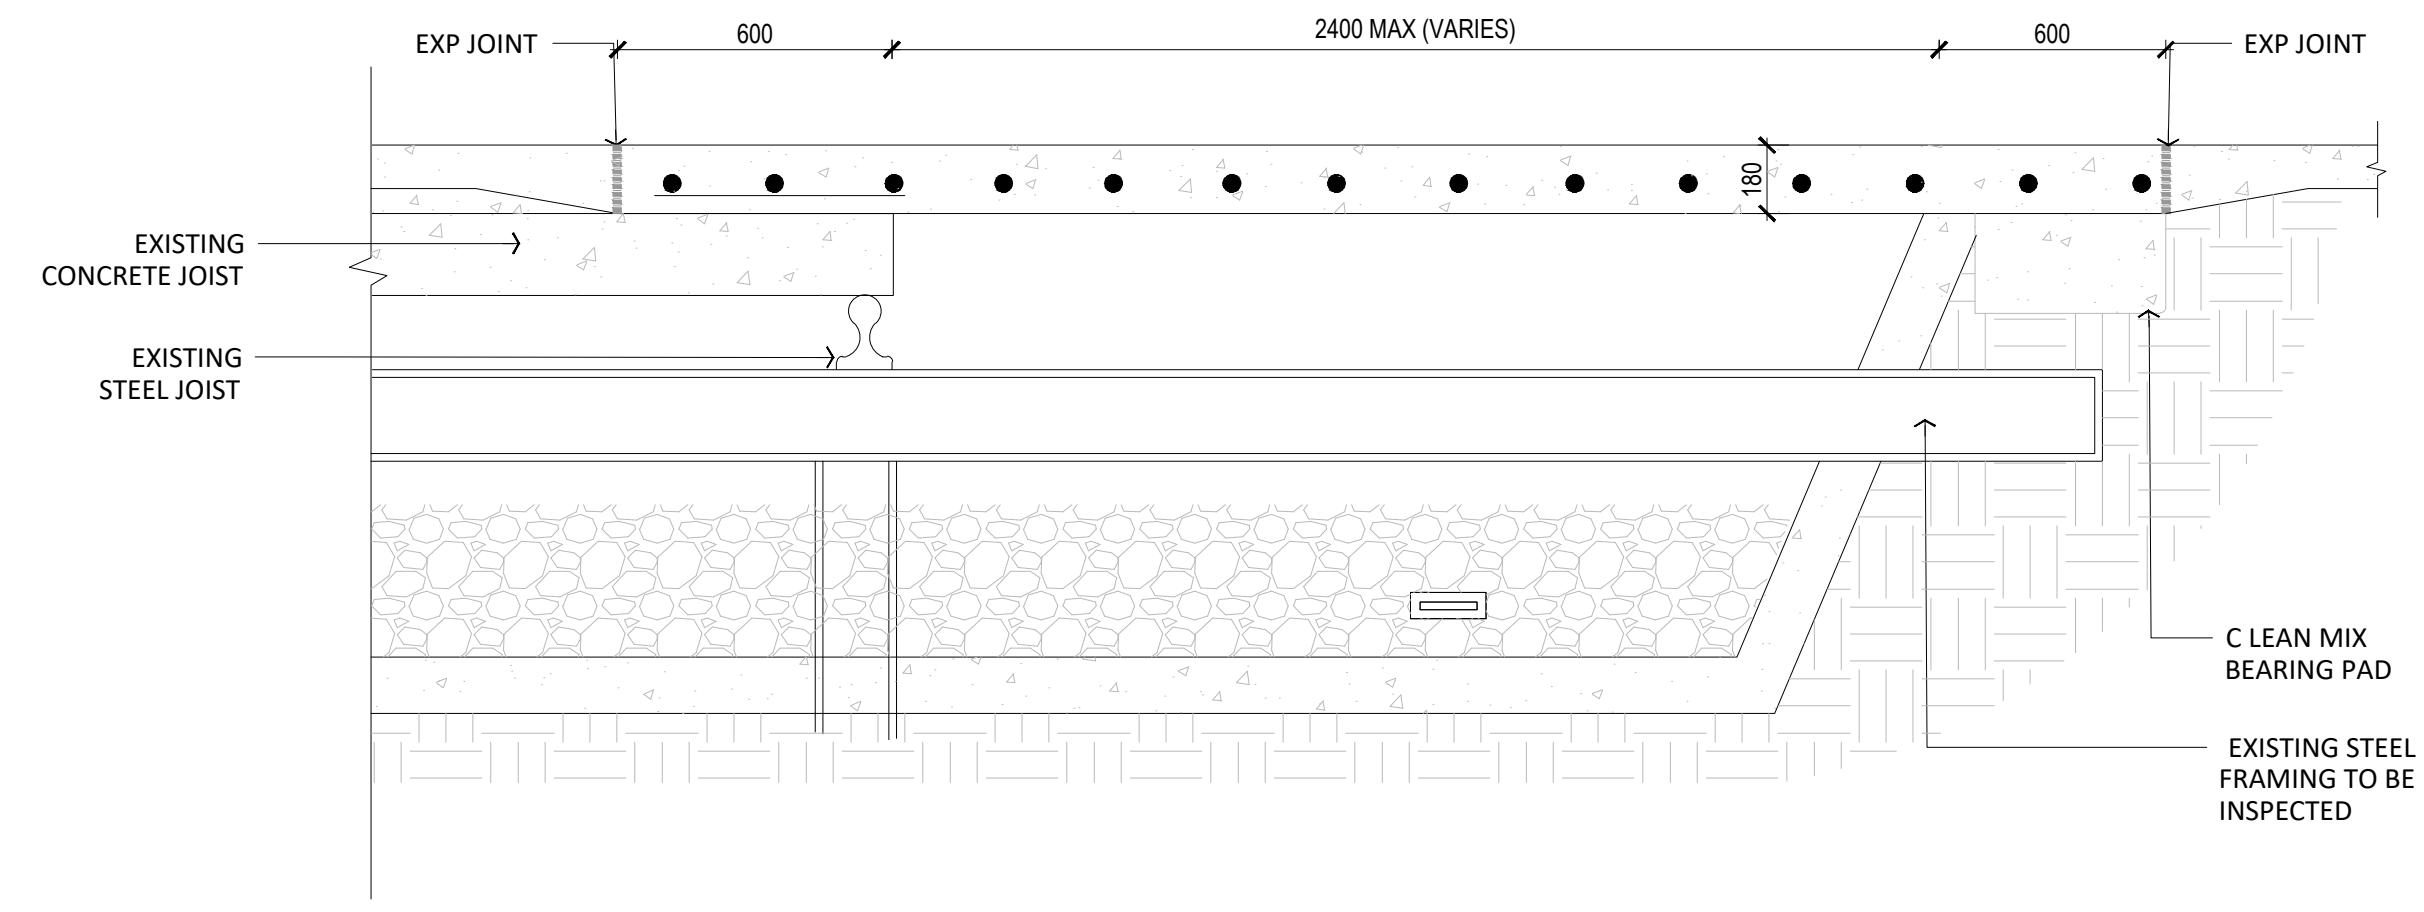 EXP JOINT
600
2400 MAX (VARIES)
600
EXP JOINT
180
EXISTING
CONCRETE JOIST
EXISTING
STEEL JOIST
C LEAN MIX
BEARING PAD
EXISTING STEEL
FRAMING TO BE
INSPECTED